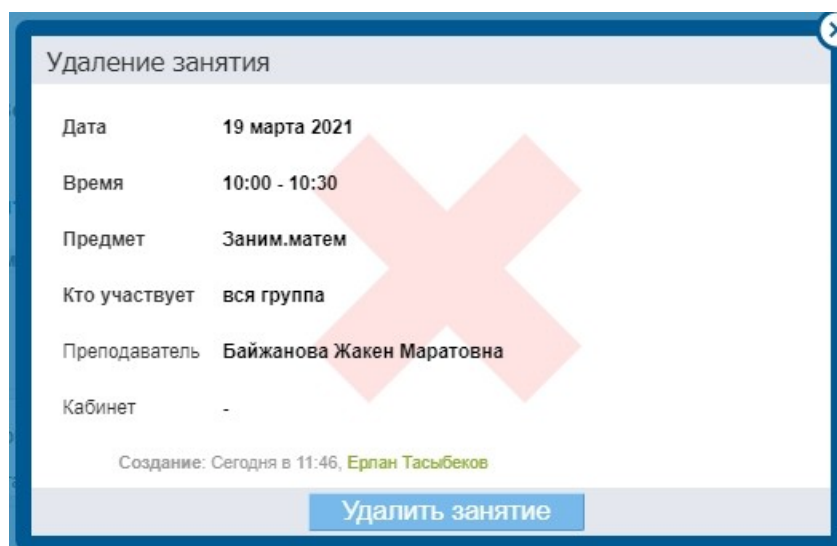 Удаление занятия
Дата 19 марта 2021
Время 10:00 - 10:30
Предмет Заним.матем
Кто участвует вся группа
Преподаватель Байжанова Жакен Маратовна
Кабинет -
Создание: Сегодня в 11:46, Ерлан Тасыбеков
Удалить занятие